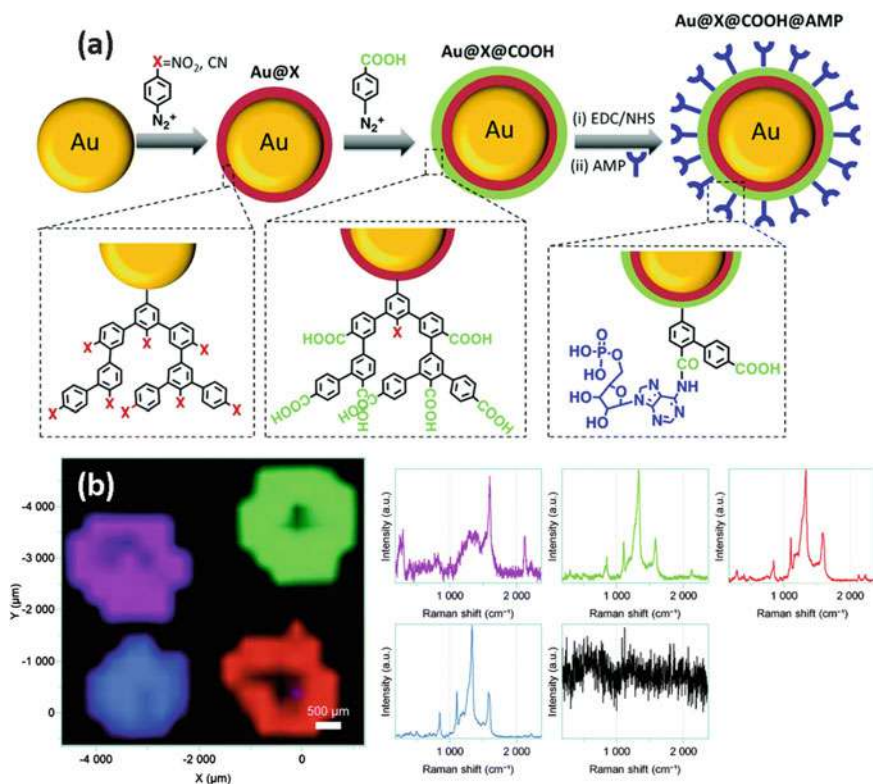 (a)
X=NO₂, CN
N₂⁺
Au
Au@X
Au
COOH
N₂⁺
Au@X@COOH
Au
(i) EDC/NHS
(ii) AMP
Au@X@COOH@AMP
Au
X X X
X X X X X
HOOC X COOH
HOOC COOH COOH COOH COOH
O
HO-P-O
HO
O
HO
HO
N N
N N
CO
NH
COOH
(b)
Y (µm)
-4 000
-3 000
-2 000
-1 000
0
-4 000 -2 000 0
X (µm)
500 µm
Intensity (a.u.)
1 000 2 000
Raman shift (cm⁻¹)
Intensity (a.u.)
1 000 2 000
Raman shift (cm⁻¹)
Intensity (a.u.)
1 000 2 000
Raman shift (cm⁻¹)
Intensity (a.u.)
1 000 2 000
Raman shift (cm⁻¹)
Intensity (a.u.)
1 000 2 000
Raman shift (cm⁻¹)